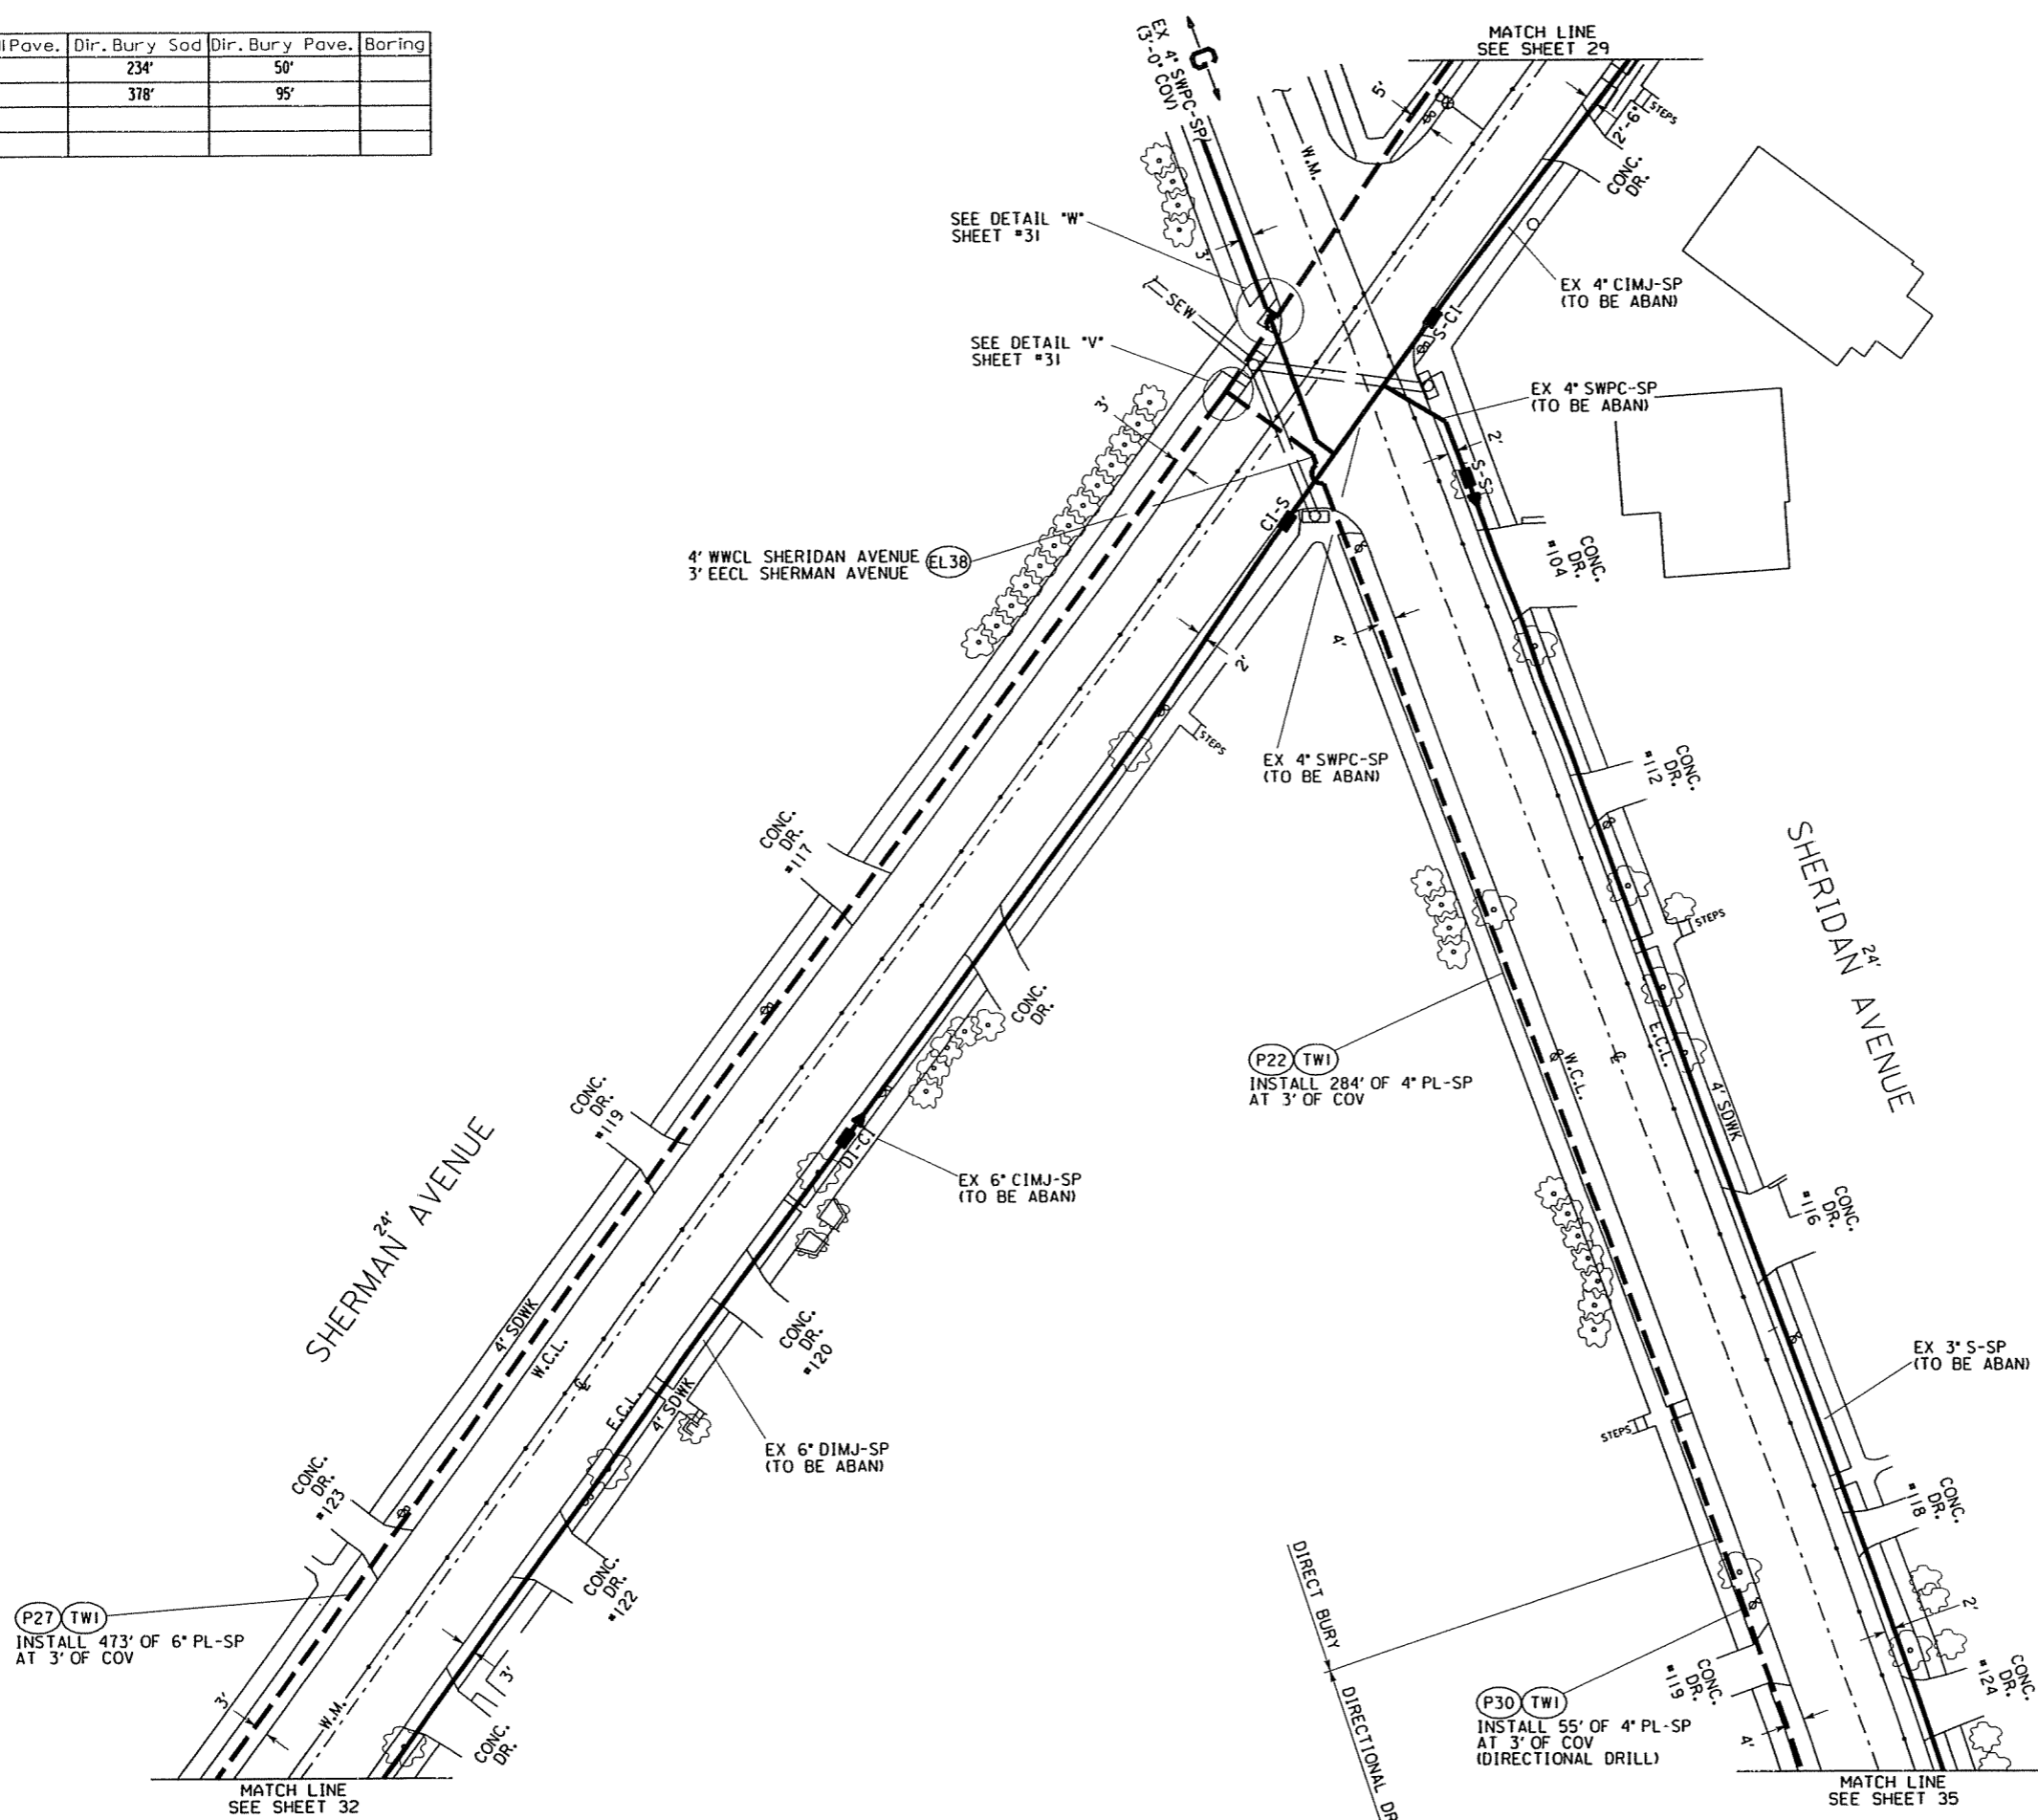 Pave. Dir. Bury Sod Dir. Bury Pave. Boring
234' 50'
378' 95'
EX 4" SWPC-SP
(3'-0" COV)
G
MATCH LINE
SEE SHEET 29
5'
2'-6"
STEPS
CONC.
DR.
W.M.
SEE DETAIL "W"
SHEET #31
3'
SEW
EX 4" CIMJ-SP
(TO BE ABAN)
S-CI
SEE DETAIL "V"
SHEET #31
3'
EX 4" SWPC-SP
(TO BE ABAN)
2'
S-S
CI-S
4' WWCL SHERIDAN AVENUE
3' EECL SHERMAN AVENUE
EL38
CONC.
DR.
#104
4'
2'
STEPS
EX 4" SWPC-SP
(TO BE ABAN)
CONC.
DR.
#112
CONC.
DR.
#117
SHERIDAN AVENUE
24'
STEPS
CONC.
DR.
P22 TW1
INSTALL 284' OF 4" PL-SP
AT 3' OF COV
W.C.L.
CL
E.C.L.
4' SDWK
CONC.
DR.
#119
DI-CI
EX 6" CIMJ-SP
(TO BE ABAN)
SHERMAN AVENUE
24'
CONC.
DR.
#116
4' SDWK
W.C.L.
CL
E.C.L.
4' SDWK
CONC.
DR.
#120
EX 3" S-SP
(TO BE ABAN)
EX 6" DIMJ-SP
(TO BE ABAN)
STEPS
CONC.
DR.
#123
CONC.
DR.
#118
CONC.
DR.
#122
P27 TW1
INSTALL 473' OF 6" PL-SP
AT 3' OF COV
DIRECT BURY
DIRECTIONAL DR
2'
CONC.
DR.
#119
CONC.
DR.
#124
P30 TW1
INSTALL 55' OF 4" PL-SP
AT 3' OF COV
(DIRECTIONAL DRILL)
4'
3'
W.M.
3'
CONC.
DR.
MATCH LINE
SEE SHEET 32
MATCH LINE
SEE SHEET 35